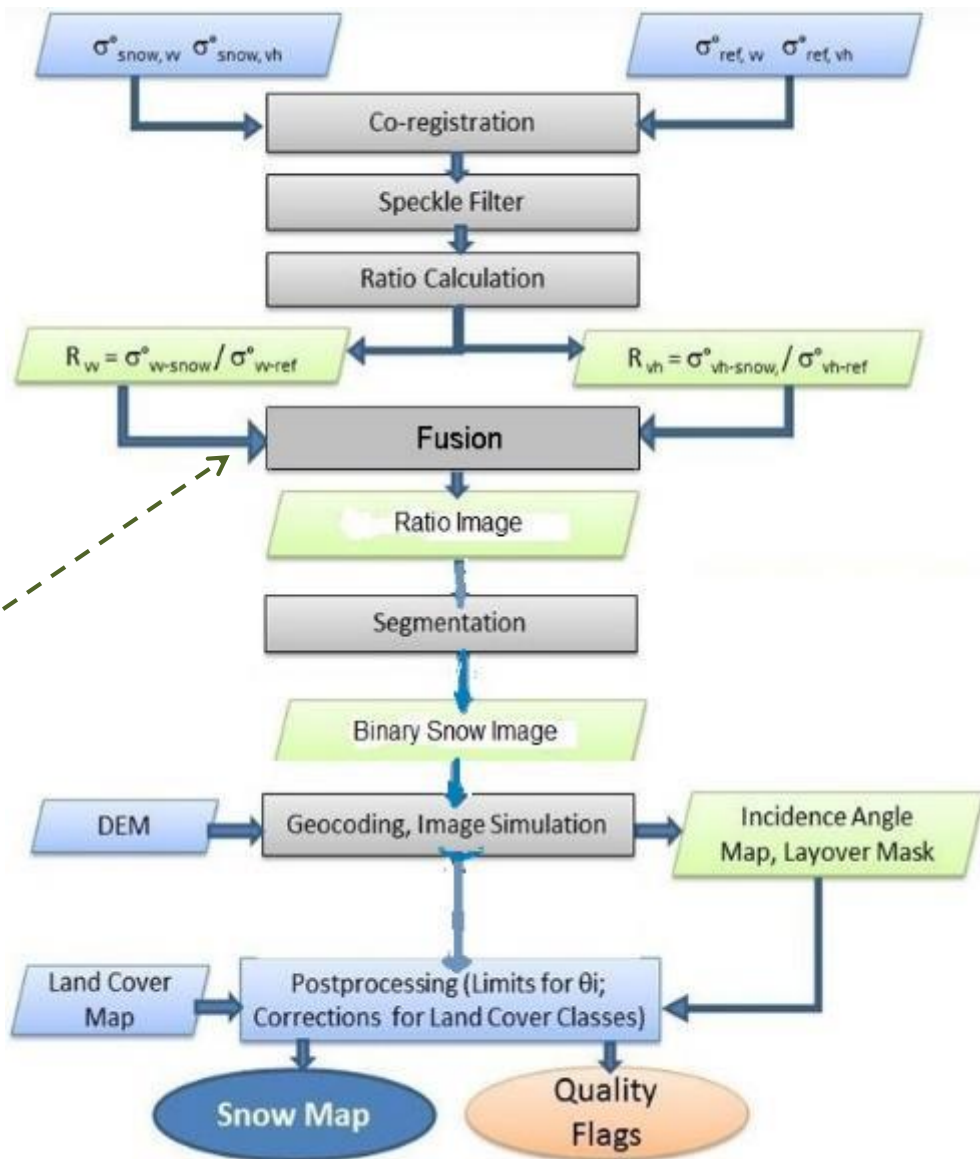 σ°snow, vv σ°snow, vh
σ°ref, vv σ°ref, vh
Co-registration
Speckle Filter
Ratio Calculation
R vv = σ°vv-snow / σ°vv-ref
R vh = σ°vh-snow, / σ°vh-ref
Fusion
Ratio Image
Segmentation
Binary Snow Image
DEM
Geocoding, Image Simulation
Incidence Angle
Map, Layover Mask
Land Cover
Map
Postprocessing (Limits for θi;
Corrections for Land Cover Classes)
Snow Map
Quality
Flags